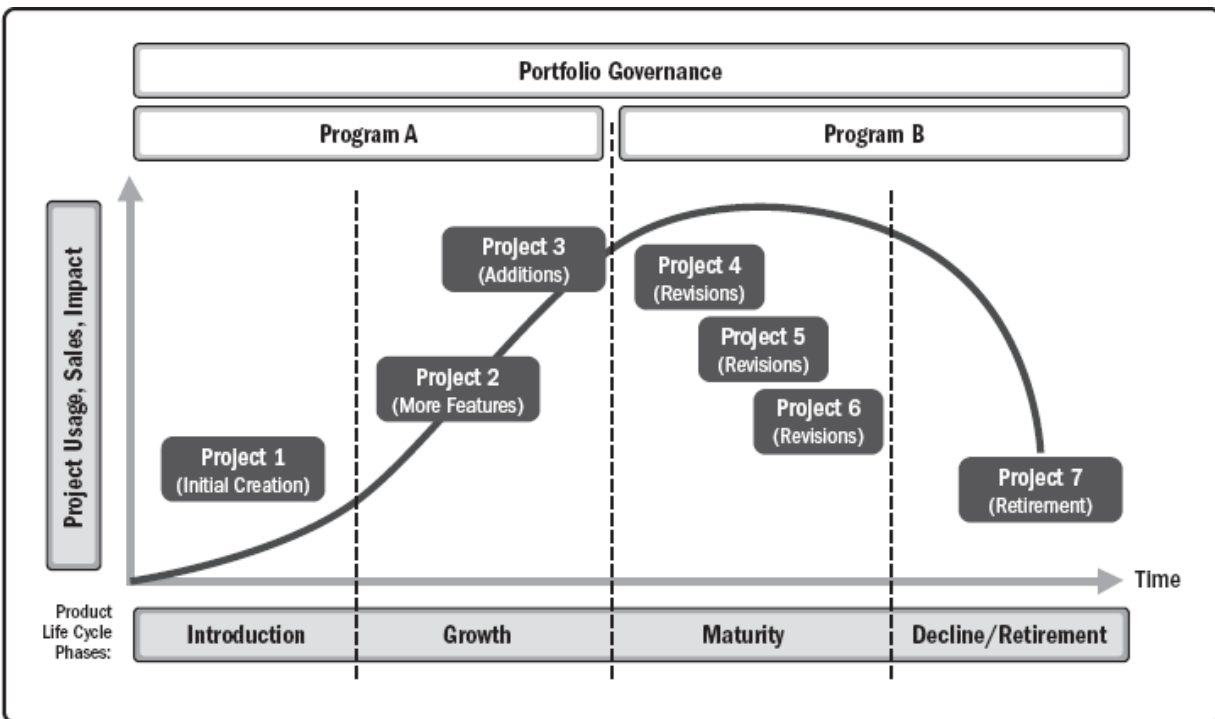 Portfolio Governance
Program A
Program B
Project Usage, Sales, Impact
Project 3
(Additions)
Project 4
(Revisions)
Project 5
(Revisions)
Project 2
(More Features)
Project 6
(Revisions)
Project 1
(Initial Creation)
Project 7
(Retirement)
Time
Product
Life Cycle
Phases:
Introduction
Growth
Maturity
Decline/Retirement